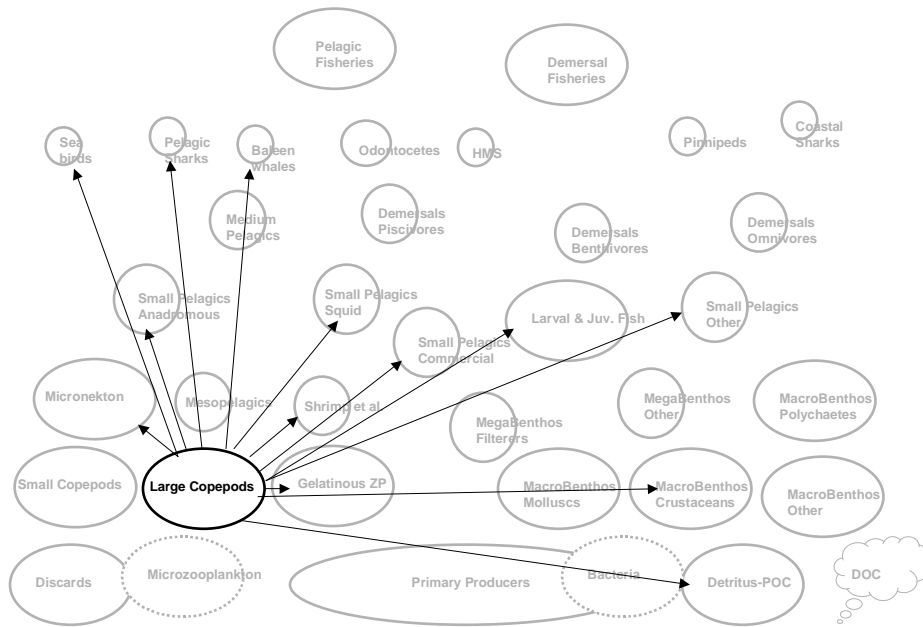 Pelagic
Fisheries
Demersal
Fisheries
Sea
birds
Pelagic
Sharks
Baleen
whales
Odontocetes
HMS
Pinnipeds
Coastal
Sharks
Medium
Pelagics
Demersals
Piscivores
Demersals
Benthivores
Demersals
Omnivores
Small Pelagics
Anadromous
Small Pelagics
Squid
Small Pelagics
Commercial
Larval & Juv. Fish
Small Pelagics
Other
Micronekton
Mesopelagics
Shrimp et al.
MegaBenthos
Filterers
MegaBenthos
Other
MacroBenthos
Polychaetes
Small Copepods
Large Copepods
Gelatinous ZP
MacroBenthos
Molluscs
MacroBenthos
Crustaceans
MacroBenthos
Other
Discards
Microzooplankton
Primary Producers
Bacteria
Detritus-POC
DOC